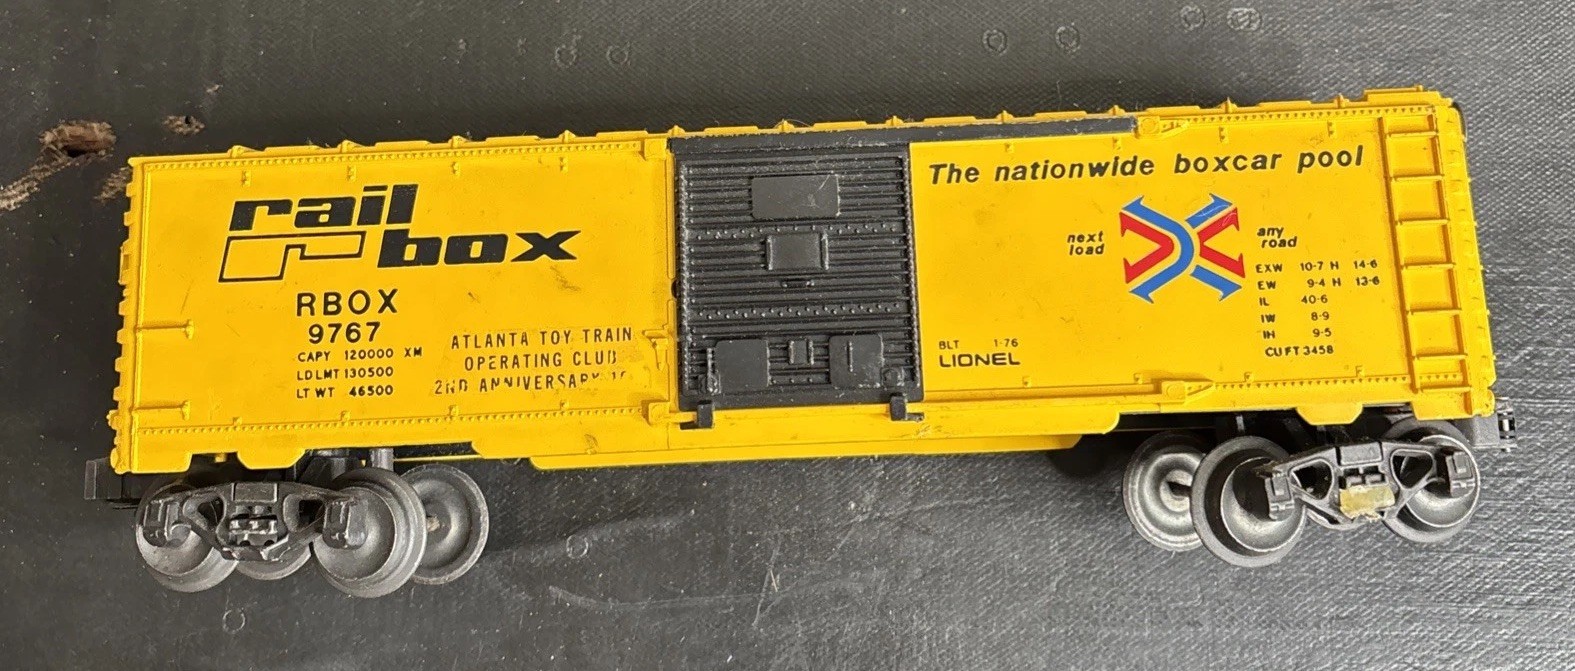 rail
box
RBOX
9767
CAPY 120000 XM
LD LMT 130500
LT WT 46500
ATLANTA TOY TRAIN
OPERATING CLUB
2ND ANNIVERSARY
The nationwide boxcar pool
next
load
any
road
EXW 10-7 H 14-6
EW 9-4 H 13-6
IL 40-6
IW 8-9
IH 9-5
CU FT 3458
BLT 1-76
LIONEL